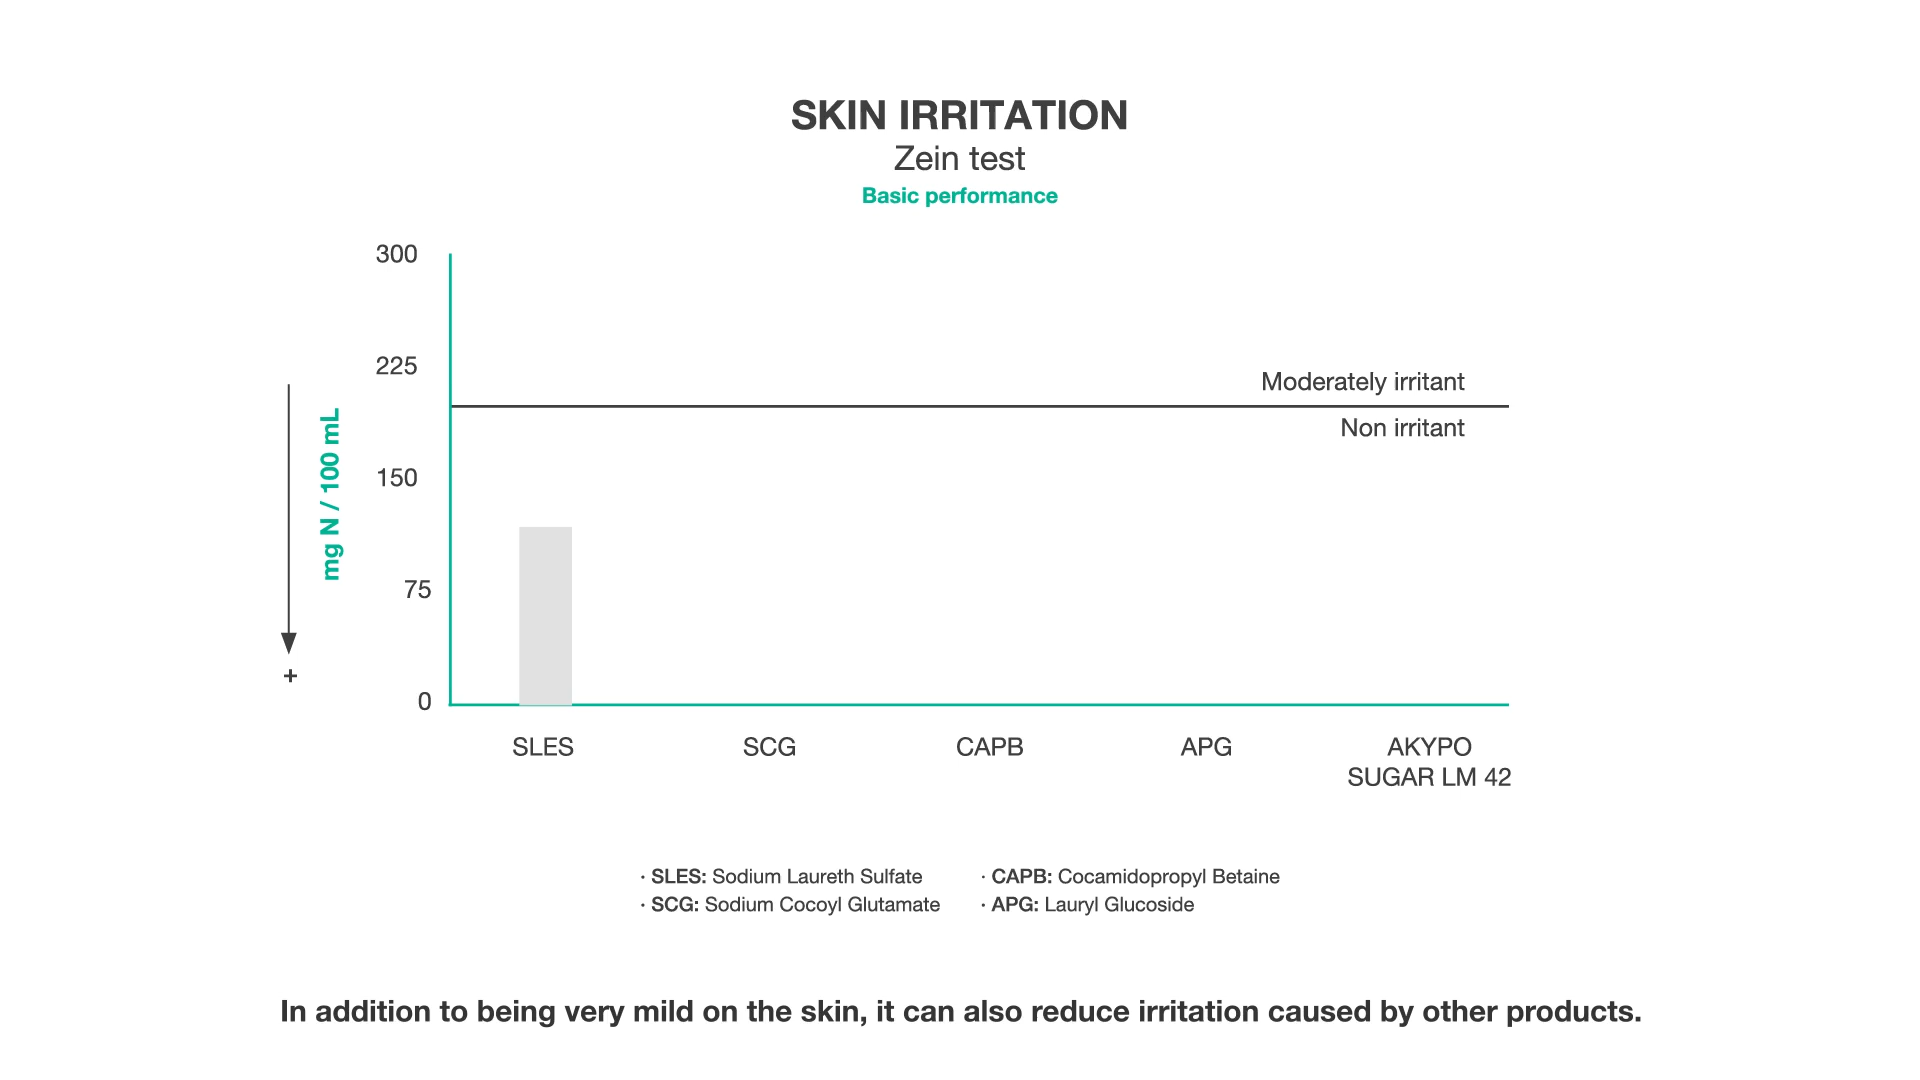 SKIN IRRITATION
Zein test
Basic performance
300
225
150
75
0
mg N / 100 mL
+
Moderately irritant
Non irritant
SLES
SCG
CAPB
APG
AKYPO
SUGAR LM 42
· SLES: Sodium Laureth Sulfate
· SCG: Sodium Cocoyl Glutamate
· CAPB: Cocamidopropyl Betaine
· APG: Lauryl Glucoside
In addition to being very mild on the skin, it can also reduce irritation caused by other products.